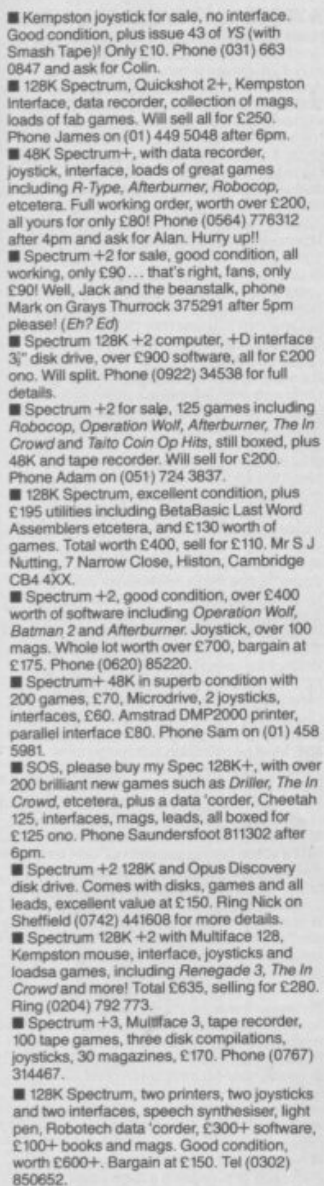 ■ Kempston joystick for sale, no interface.
Good condition, plus issue 43 of YS (with
Smash Tape)! Only £10. Phone (031) 663
0847 and ask for Colin.
■ 128K Spectrum, Quickshot 2+, Kempston
Interface, data recorder, collection of mags,
loads of fab games. Will sell all for £250.
Phone James on (01) 449 5048 after 6pm.
■ 48K Spectrum+, with data recorder,
joystick, interface, loads of great games
including R-Type, Afterburner, Robocop,
etcetera. Full working order, worth over £200,
all yours for only £80! Phone (0564) 776312
after 4pm and ask for Alan. Hurry up!!
■ Spectrum +2 for sale, good condition, all
working, only £90... that's right, fans, only
£90! Well, Jack and the beanstalk, phone
Mark on Grays Thurrock 375291 after 5pm
please! (Eh? Ed)
■ Spectrum 128K +2 computer, +D interface
3½" disk drive, over £900 software, all for £200
ono. Will split. Phone (0922) 34538 for full
details.
■ Spectrum +2 for sale, 125 games including
Robocop, Operation Wolf, Afterburner, The In
Crowd and Taito Coin Op Hits, still boxed, plus
48K and tape recorder. Will sell for £200.
Phone Adam on (051) 724 3837.
■ 128K Spectrum, excellent condition, plus
£195 utilities including BetaBasic Last Word
Assemblers etcetera, and £130 worth of
games. Total worth £400, sell for £110. Mr S J
Nutting, 7 Narrow Close, Histon, Cambridge
CB4 4XX.
■ Spectrum +2, good condition, over £400
worth of software including Operation Wolf,
Batman 2 and Afterburner. Joystick, over 100
mags. Whole lot worth over £700, bargain at
£175. Phone (0620) 85220.
■ Spectrum+ 48K in superb condition with
200 games, £70, Microdrive, 2 joysticks,
interfaces, £60. Amstrad DMP2000 printer,
parallel interface £80. Phone Sam on (01) 458
5981.
■ SOS, please buy my Spec 128K+, with over
200 brilliant new games such as Driller, The In
Crowd, etcetera, plus a data 'corder, Cheetah
125, interfaces, mags, leads, all boxed for
£125 ono. Phone Saundersfoot 811302 after
6pm.
■ Spectrum +2 128K and Opus Discovery
disk drive. Comes with disks, games and all
leads, excellent value at £150. Ring Nick on
Sheffield (0742) 441608 for more details.
■ Spectrum 128K +2 with Multiface 128,
Kempston mouse, interface, joysticks and
loadsa games, including Renegade 3, The In
Crowd and more! Total £635, selling for £280.
Ring (0204) 792 773.
■ Spectrum +3, Multiface 3, tape recorder,
100 tape games, three disk compilations,
joysticks, 30 magazines, £170. Phone (0767)
314467.
■ 128K Spectrum, two printers, two joysticks
and two interfaces, speech synthesiser, light
pen, Robotech data 'corder, £300+ software,
£100+ books and mags. Good condition,
worth £600+. Bargain at £150. Tel (0302)
850652.